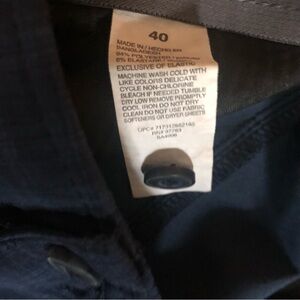 40
MADE IN / HECHO EN
BANGLADESH
94% POLYESTER /
6% ELASTANE /
EXCLUSIVE OF ELASTIC
MACHINE WASH COLD WITH
LIKE COLORS DELICATE
CYCLE NON-CHLORINE
BLEACH IF NEEDED TUMBLE
DRY LOW REMOVE PROMPTLY
COOL IRON DO NOT DRY
CLEAN DO NOT USE FABRIC
SOFTENERS OR DRYER SHEETS